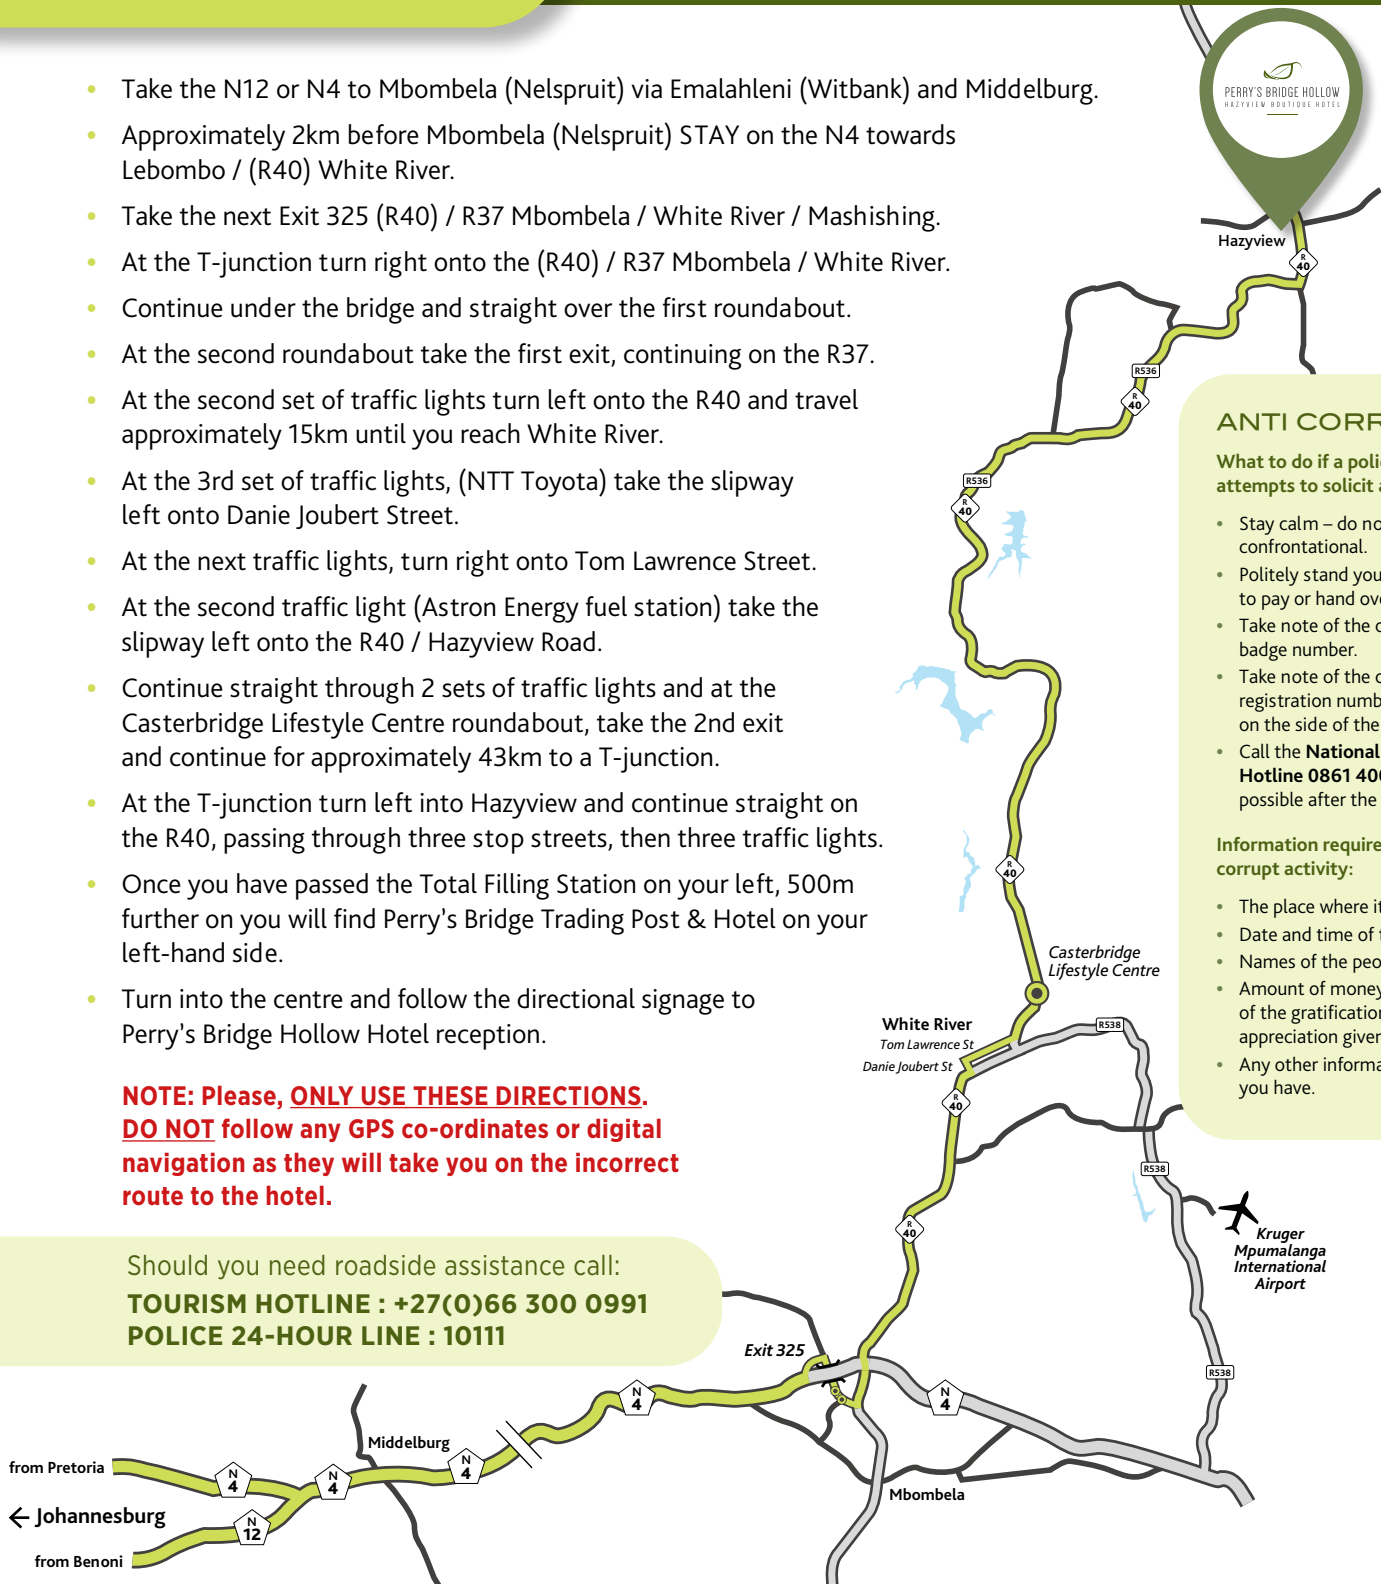 • Take the N12 or N4 to Mbombela (Nelspruit) via Emalahleni (Witbank) and Middelburg.
• Approximately 2km before Mbombela (Nelspruit) STAY on the N4 towards
Lebombo / (R40) White River.
• Take the next Exit 325 (R40) / R37 Mbombela / White River / Mashishing.
• At the T-junction turn right onto the (R40) / R37 Mbombela / White River.
• Continue under the bridge and straight over the first roundabout.
• At the second roundabout take the first exit, continuing on the R37.
• At the second set of traffic lights turn left onto the R40 and travel
approximately 15km until you reach White River.
• At the 3rd set of traffic lights, (NTT Toyota) take the slipway
left onto Danie Joubert Street.
• At the next traffic lights, turn right onto Tom Lawrence Street.
• At the second traffic light (Astron Energy fuel station) take the
slipway left onto the R40 / Hazyview Road.
• Continue straight through 2 sets of traffic lights and at the
Casterbridge Lifestyle Centre roundabout, take the 2nd exit
and continue for approximately 43km to a T-junction.
• At the T-junction turn left into Hazyview and continue straight on
the R40, passing through three stop streets, then three traffic lights.
• Once you have passed the Total Filling Station on your left, 500m
further on you will find Perry's Bridge Trading Post & Hotel on your
left-hand side.
• Turn into the centre and follow the directional signage to
Perry's Bridge Hollow Hotel reception.
NOTE: Please, ONLY USE THESE DIRECTIONS.
DO NOT follow any GPS co-ordinates or digital
navigation as they will take you on the incorrect
route to the hotel.
Should you need roadside assistance call:
TOURISM HOTLINE : +27(0)66 300 0991
POLICE 24-HOUR LINE : 10111
PERRY'S BRIDGE HOLLOW
HAZYVIEW BOUTIQUE HOTEL
Hazyview
R
40
R536
R
40
R536
R
40
R
40
Casterbridge
Lifestyle Centre
White River
Tom Lawrence St
Danie Joubert St
R538
R
40
R538
R
40
Kruger
Mpumalanga
International
Airport
Exit 325
R538
N
4
N
4
Middelburg
N
4
from Pretoria
N
4
N
4
Johannesburg
N
12
from Benoni
Mbombela
ANTI CORR
What to do if a polic
attempts to solicit a
• Stay calm – do no
confrontational.
• Politely stand you
to pay or hand ove
• Take note of the
badge number.
• Take note of the
registration numb
on the side of the
• Call the National
Hotline 0861 400
possible after the
Information require
corrupt activity:
• The place where it
• Date and time of t
• Names of the peo
• Amount of money
of the gratification
appreciation given
• Any other informa
you have.